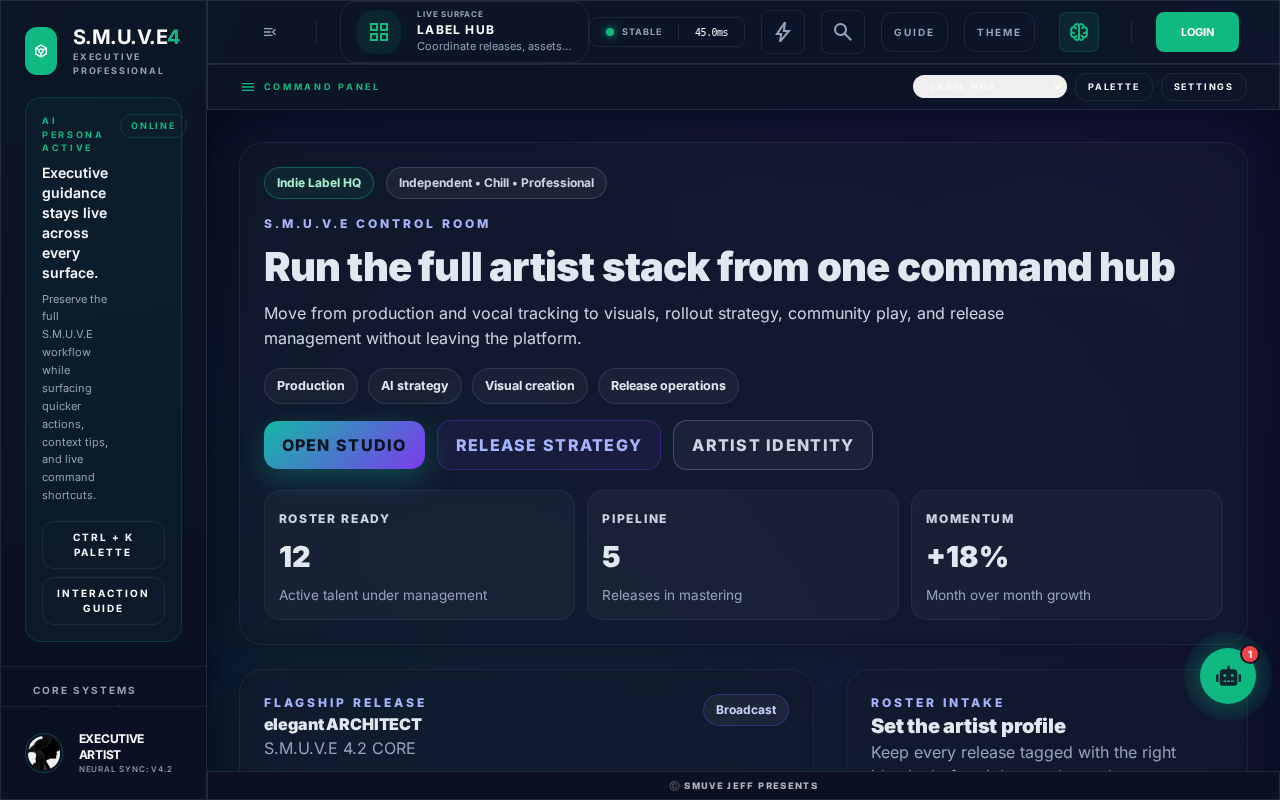 S.M.U.V.E4
EXECUTIVE
PROFESSIONAL
AI
PERSONA
ACTIVE
ONLINE
Executive
guidance
stays live
across
every
surface.
Preserve the
full
S.M.U.V.E
workflow
while
surfacing
quicker
actions,
context tips,
and live
command
shortcuts.
CTRL + K
PALETTE
INTERACTION
GUIDE
CORE SYSTEMS
EXECUTIVE
ARTIST
NEURAL SYNC: V4.2
LIVE SURFACE
LABEL HUB
Coordinate releases, assets...
STABLE
45.0ms
GUIDE
THEME
LOGIN
COMMAND PANEL
LABEL HUB
PALETTE
SETTINGS
Indie Label HQ
Independent • Chill • Professional
S.M.U.V.E CONTROL ROOM
Run the full artist stack from one command hub
Move from production and vocal tracking to visuals, rollout strategy, community play, and release
management without leaving the platform.
Production
AI strategy
Visual creation
Release operations
OPEN STUDIO
RELEASE STRATEGY
ARTIST IDENTITY
ROSTER READY
12
Active talent under management
PIPELINE
5
Releases in mastering
MOMENTUM
+18%
Month over month growth
1
FLAGSHIP RELEASE
elegant ARCHITECT
S.M.U.V.E 4.2 CORE
Broadcast
ROSTER INTAKE
Set the artist profile
Keep every release tagged with the right
© SMUVE JEFF PRESENTS